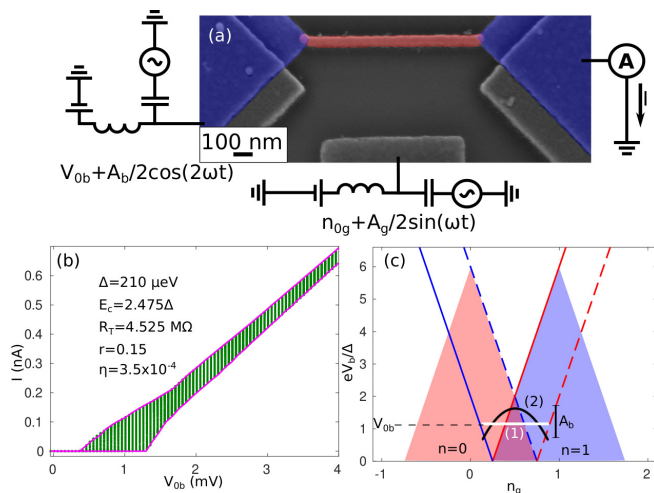 (a)
A
I
100 nm
V0b+Ab/2cos(2ωt)
n0g+Ag/2sin(ωt)
(b)
I (nA)
0.6
0.5
0.4
0.3
0.2
0.1
0
Δ=210 μeV
Ec=2.475Δ
RT=4.525 MΩ
r=0.15
η=3.5x10-4
0 1 2 3 4
V0b (mV)
(c)
eVb/Δ
6
5
4
3
2
1
0
V0b
(2)
(1)
Ab
n=0
n=1
-1 0 1 2
ng